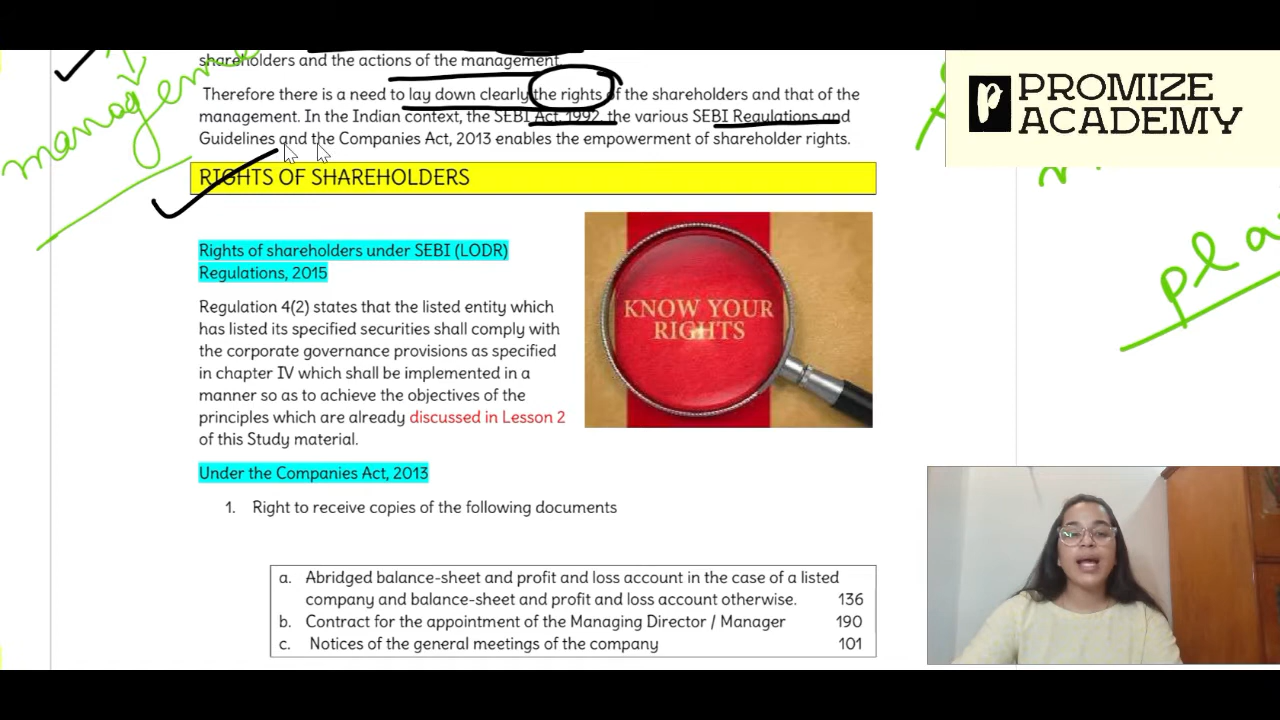 shareholders and the actions of the management.
Therefore there is a need to lay down clearly the rights of the shareholders and that of the
management. In the Indian context, the SEBI Act, 1992, the various SEBI Regulations and
Guidelines and the Companies Act, 2013 enables the empowerment of shareholder rights.
management
RIGHTS OF SHAREHOLDERS
Rights of shareholders under SEBI (LODR)
Regulations, 2015
Regulation 4(2) states that the listed entity which
has listed its specified securities shall comply with
the corporate governance provisions as specified
in chapter IV which shall be implemented in a
manner so as to achieve the objectives of the
principles which are already discussed in Lesson 2
of this Study material.
KNOW YOUR
RIGHTS
Under the Companies Act, 2013
1. Right to receive copies of the following documents
a. Abridged balance-sheet and profit and loss account in the case of a listed
company and balance-sheet and profit and loss account otherwise. 136
b. Contract for the appointment of the Managing Director / Manager 190
c. Notices of the general meetings of the company 101
P PROMIZE
ACADEMY
pla